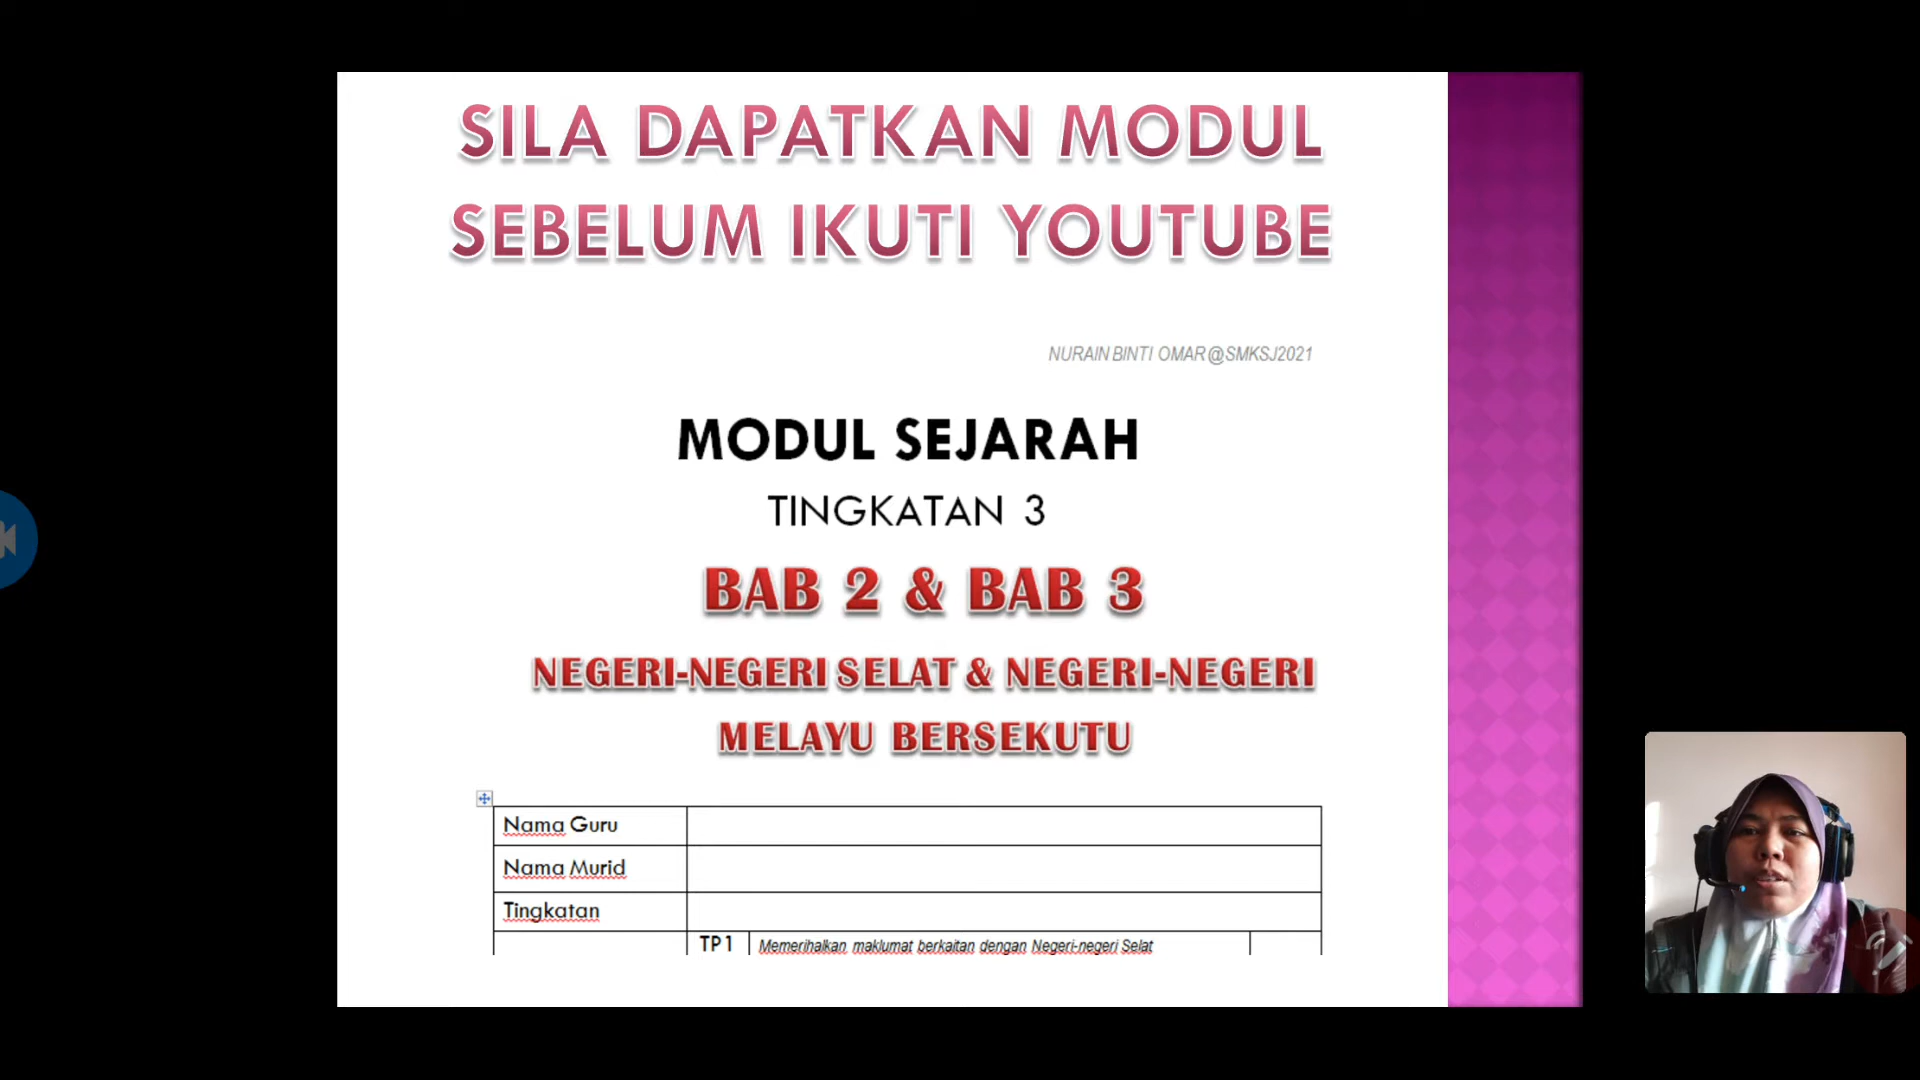 SILA DAPATKAN MODUL
SEBELUM IKUTI YOUTUBE
NURAIN BINTI OMAR@SMKSJ2021
MODUL SEJARAH
TINGKATAN 3
BAB 2 & BAB 3
NEGERI-NEGERI SELAT & NEGERI-NEGERI
MELAYU BERSEKUTU
Nama Guru
Nama Murid
Tingkatan
TP1 Memerihalkan maklumat berkaitan dengan Negeri-negeri Selat